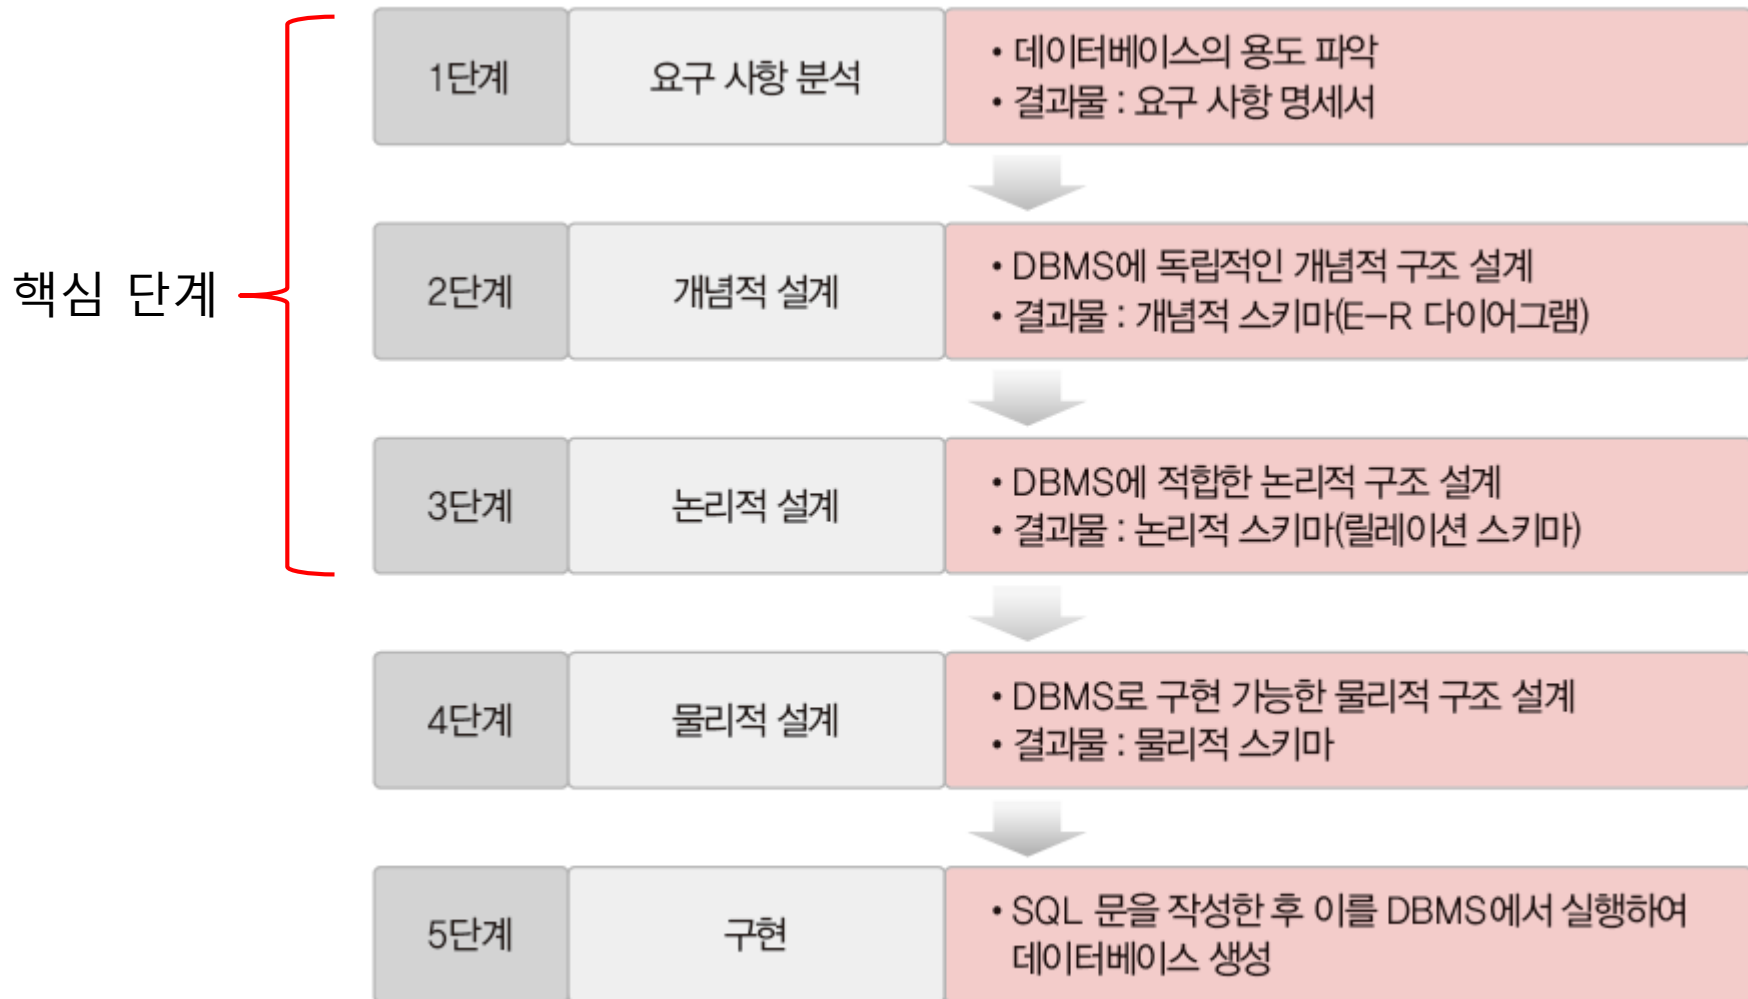 핵심 단계
1단계
요구 사항 분석
• 데이터베이스의 용도 파악
• 결과물 : 요구 사항 명세서
2단계
개념적 설계
• DBMS에 독립적인 개념적 구조 설계
• 결과물 : 개념적 스키마(E-R 다이어그램)
3단계
논리적 설계
• DBMS에 적합한 논리적 구조 설계
• 결과물 : 논리적 스키마(릴레이션 스키마)
4단계
물리적 설계
• DBMS로 구현 가능한 물리적 구조 설계
• 결과물 : 물리적 스키마
5단계
구현
• SQL 문을 작성한 후 이를 DBMS에서 실행하여
데이터베이스 생성